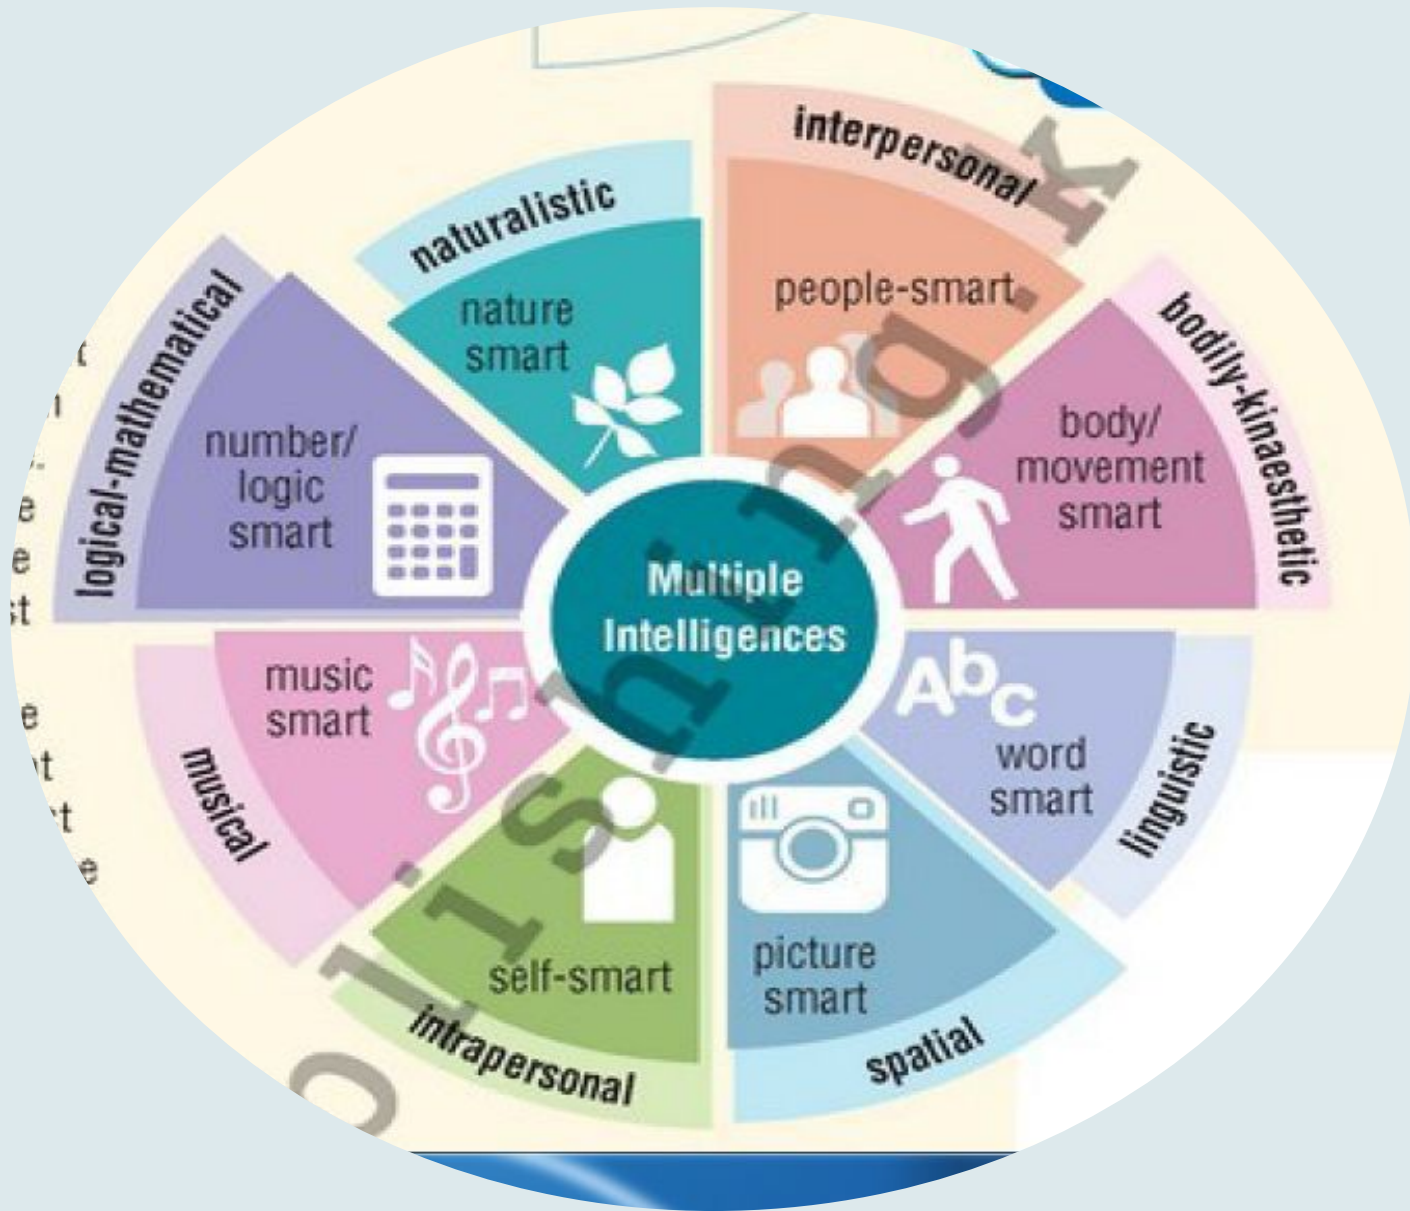 interpersonal
people-smart
bodily-kinaesthetic
body/
movement
smart
linguistic
Abc
word
smart
spatial
picture
smart
intrapersonal
self-smart
musical
music
smart
logical-mathematical
number/
logic
smart
naturalistic
nature
smart
Multiple
Intelligences